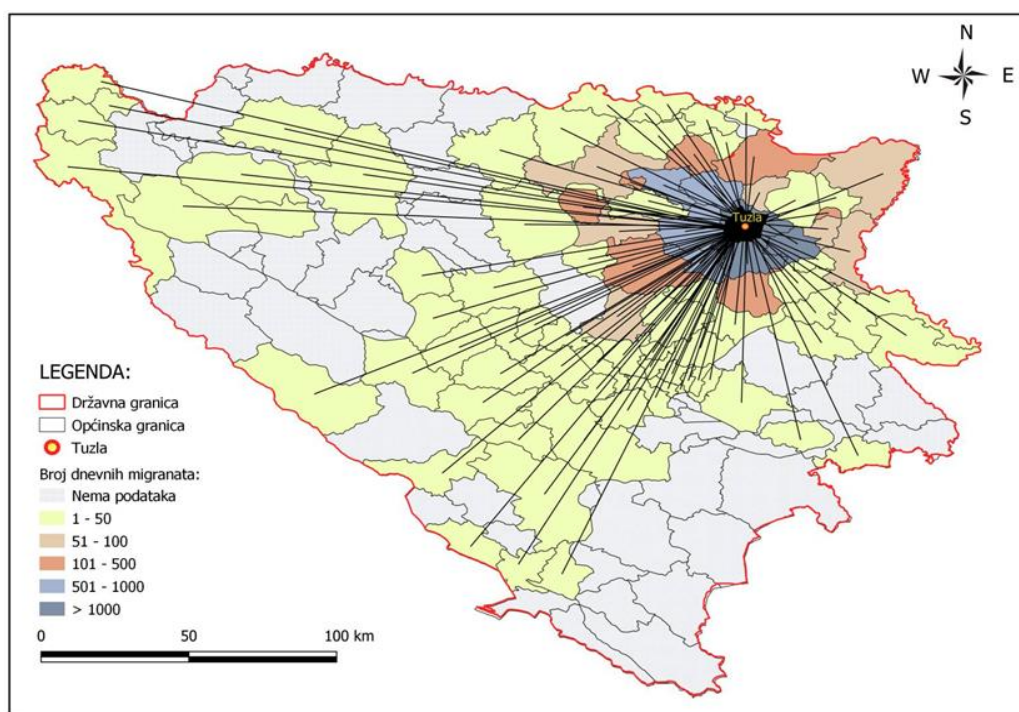 N
W E
S
Tuzla
LEGENDA:
Državna granica
Općinska granica
Tuzla
Broj dnevnih migranata:
Nema podataka
1 - 50
51 - 100
101 - 500
501 - 1000
> 1000
0 50 100 km